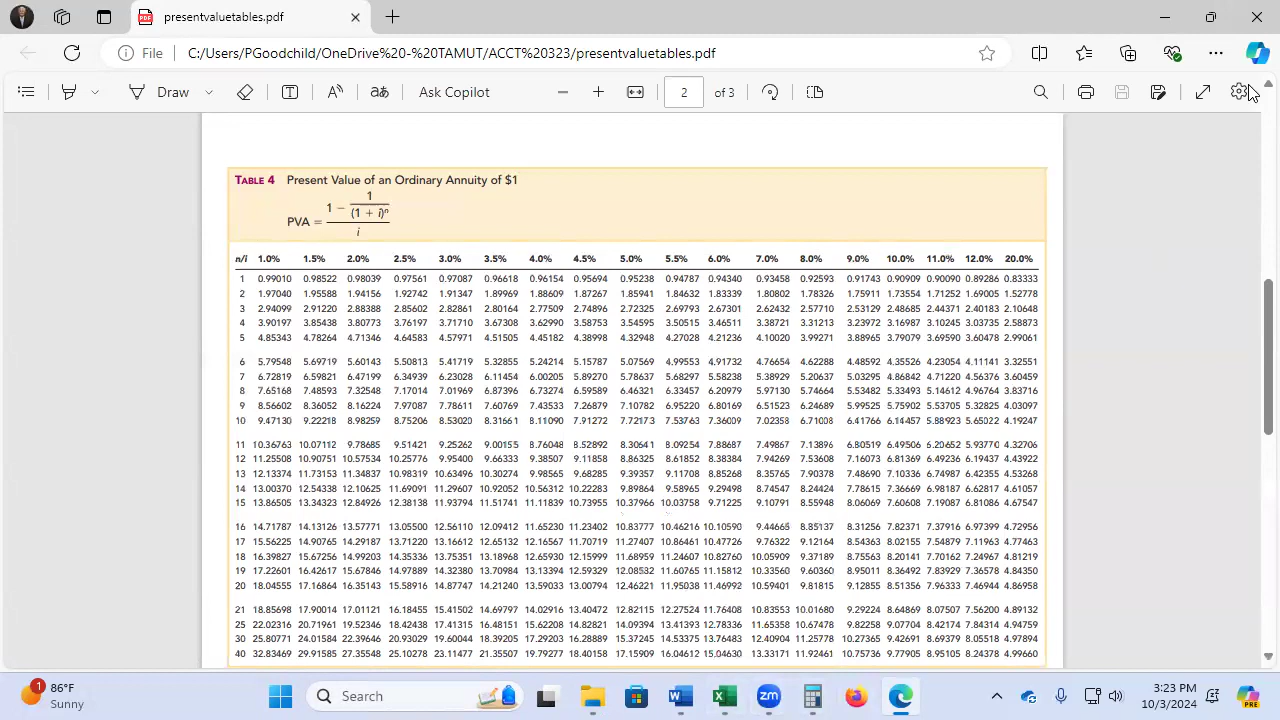 presentvaluetables.pdf
File C:/Users/PGoodchild/OneDrive%20-%20TAMUT/ACCT%20323/presentvaluetables.pdf
Draw Ask Copilot 2 of 3
TABLE 4 Present Value of an Ordinary Annuity of $1
PVA = 1 - 1 / (1 + i)ⁿ / i
n/i 1.0% 1.5% 2.0% 2.5% 3.0% 3.5% 4.0% 4.5% 5.0% 5.5% 6.0% 7.0% 8.0% 9.0% 10.0% 11.0% 12.0% 20.0%
1 0.99010 0.98522 0.98039 0.97561 0.97087 0.96618 0.96154 0.95694 0.95238 0.94787 0.94340 0.93458 0.92593 0.91743 0.90909 0.90090 0.89286 0.83333
2 1.97040 1.95588 1.94156 1.92742 1.91347 1.89969 1.88609 1.87267 1.85941 1.84632 1.83339 1.80802 1.78326 1.75911 1.73554 1.71252 1.69005 1.52778
3 2.94099 2.91220 2.88388 2.85602 2.82861 2.80164 2.77509 2.74896 2.72325 2.69793 2.67301 2.62432 2.57710 2.53129 2.48685 2.44371 2.40183 2.10648
4 3.90197 3.85438 3.80773 3.76197 3.71710 3.67308 3.62990 3.58753 3.54595 3.50515 3.46511 3.38721 3.31213 3.23972 3.16987 3.10245 3.03735 2.58873
5 4.85343 4.78264 4.71346 4.64583 4.57971 4.51505 4.45182 4.38998 4.32948 4.27028 4.21236 4.10020 3.99271 3.88965 3.79079 3.69590 3.60478 2.99061
6 5.79548 5.69719 5.60143 5.50813 5.41719 5.32855 5.24214 5.15787 5.07569 4.99553 4.91732 4.76654 4.62288 4.48592 4.35526 4.23054 4.11141 3.32551
7 6.72819 6.59821 6.47199 6.34939 6.23028 6.11454 6.00205 5.89270 5.78637 5.68297 5.58238 5.38929 5.20637 5.03295 4.86842 4.71220 4.56376 3.60459
8 7.65168 7.48593 7.32548 7.17014 7.01969 6.87396 6.73274 6.59589 6.46321 6.33457 6.20979 5.97130 5.74664 5.53482 5.33493 5.14612 4.96764 3.83716
9 8.56602 8.36052 8.16224 7.97087 7.78611 7.60769 7.43533 7.26879 7.10782 6.95220 6.80169 6.51523 6.24689 5.99525 5.75902 5.53705 5.32825 4.03097
10 9.47130 9.22218 8.98259 8.75206 8.53020 8.31661 8.11090 7.91272 7.72173 7.53763 7.36009 7.02358 6.71008 6.41766 6.14457 5.88923 5.65022 4.19247
11 10.36763 10.07112 9.78685 9.51421 9.25262 9.00155 8.76048 8.52892 8.30641 8.09254 7.88687 7.49867 7.13896 6.80519 6.49506 6.20652 5.93770 4.32706
12 11.25508 10.90751 10.57534 10.25776 9.95400 9.66333 9.38507 9.11858 8.86325 8.61852 8.38384 7.94269 7.53608 7.16073 6.81369 6.49236 6.19437 4.43922
13 12.13374 11.73153 11.34837 10.98319 10.63496 10.30274 9.98565 9.68285 9.39357 9.11708 8.85268 8.35765 7.90378 7.48690 7.10336 6.74987 6.42355 4.53268
14 13.00370 12.54338 12.10625 11.69091 11.29607 10.92052 10.56312 10.22283 9.89864 9.58965 9.29498 8.74547 8.24424 7.78615 7.36669 6.98187 6.62817 4.61057
15 13.86505 13.34323 12.84926 12.38138 11.93794 11.51741 11.11839 10.73955 10.37966 10.03758 9.71225 9.10791 8.55948 8.06069 7.60608 7.19087 6.81086 4.67547
16 14.71787 14.13126 13.57771 13.05500 12.56110 12.09412 11.65230 11.23402 10.83777 10.46216 10.10590 9.44665 8.85137 8.31256 7.82371 7.37916 6.97399 4.72956
17 15.56225 14.90765 14.29187 13.71220 13.16612 12.65132 12.16567 11.70719 11.27407 10.86461 10.47726 9.76322 9.12164 8.54363 8.02155 7.54879 7.11963 4.77463
18 16.39827 15.67256 14.99203 14.35336 13.75351 13.18968 12.65930 12.15999 11.68959 11.24607 10.82760 10.05909 9.37189 8.75563 8.20141 7.70162 7.24967 4.81219
19 17.22601 16.42617 15.67846 14.97889 14.32380 13.70984 13.13394 12.59329 12.08532 11.60765 11.15812 10.33560 9.60360 8.95011 8.36492 7.83929 7.36578 4.84350
20 18.04555 17.16864 16.35143 15.58916 14.87747 14.21240 13.59033 13.00794 12.46221 11.95038 11.46992 10.59401 9.81815 9.12855 8.51356 7.96333 7.46944 4.86958
21 18.85698 17.90014 17.01121 16.18455 15.41502 14.69797 14.02916 13.40472 12.82115 12.27524 11.76408 10.83553 10.01680 9.29224 8.64869 8.07507 7.56200 4.89132
25 22.02316 20.71961 19.52346 18.42438 17.41315 16.48151 15.62208 14.82821 14.09394 13.41393 12.78336 11.65358 10.67478 9.82258 9.07704 8.42174 7.84314 4.94759
30 25.80771 24.01584 22.39646 20.93029 19.60044 18.39205 17.29203 16.28889 15.37245 14.53375 13.76483 12.40904 11.25778 10.27365 9.42691 8.69379 8.05518 4.97894
40 32.83469 29.91585 27.35548 25.10278 23.11477 21.35507 19.79277 18.40158 17.15909 16.04612 15.04630 13.33171 11.92461 10.75736 9.77905 8.95105 8.24378 4.99660
1 86°F
Sunny
Search
3:23 PM
10/3/2024